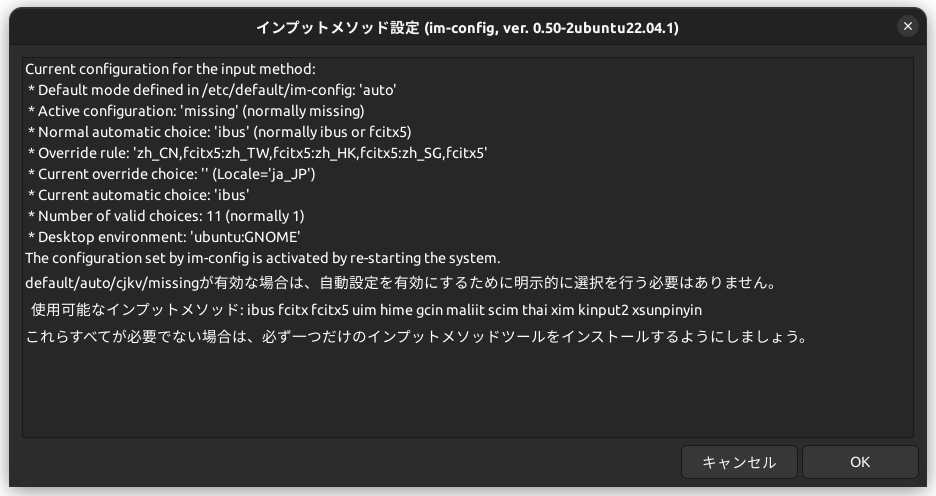 インプットメソッド設定 (im-config, ver. 0.50-2ubuntu22.04.1)
Current configuration for the input method:
* Default mode defined in /etc/default/im-config: 'auto'
* Active configuration: 'missing' (normally missing)
* Normal automatic choice: 'ibus' (normally ibus or fcitx5)
* Override rule: 'zh_CN,fcitx5:zh_TW,fcitx5:zh_HK,fcitx5:zh_SG,fcitx5'
* Current override choice: '' (Locale='ja_JP')
* Current automatic choice: 'ibus'
* Number of valid choices: 11 (normally 1)
* Desktop environment: 'ubuntu:GNOME'
The configuration set by im-config is activated by re-starting the system.
default/auto/cjkv/missingが有効な場合は、自動設定を有効にするために明示的に選択を行う必要はありません。
使用可能なインプットメソッド: ibus fcitx fcitx5 uim hime gcin maliit scim thai xim kinput2 xsunpinyin
これらすべてが必要でない場合は、必ず一つだけのインプットメソッドツールをインストールするようにしましょう。
キャンセル
OK